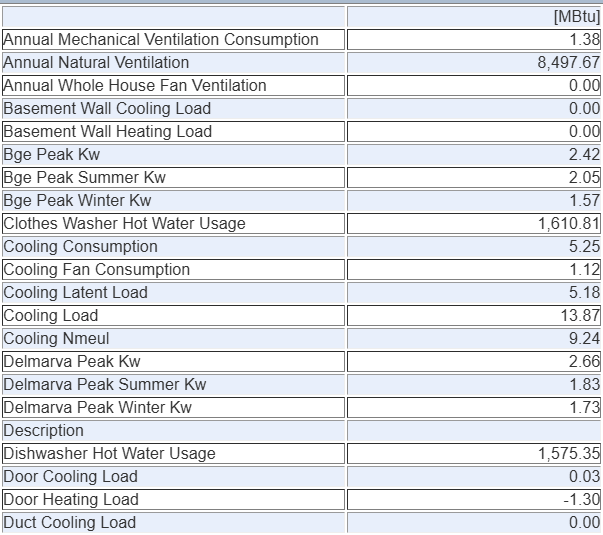 [MBtu]
Annual Mechanical Ventilation Consumption 1.38
Annual Natural Ventilation 8,497.67
Annual Whole House Fan Ventilation 0.00
Basement Wall Cooling Load 0.00
Basement Wall Heating Load 0.00
Bge Peak Kw 2.42
Bge Peak Summer Kw 2.05
Bge Peak Winter Kw 1.57
Clothes Washer Hot Water Usage 1,610.81
Cooling Consumption 5.25
Cooling Fan Consumption 1.12
Cooling Latent Load 5.18
Cooling Load 13.87
Cooling Nmeul 9.24
Delmarva Peak Kw 2.66
Delmarva Peak Summer Kw 1.83
Delmarva Peak Winter Kw 1.73
Description
Dishwasher Hot Water Usage 1,575.35
Door Cooling Load 0.03
Door Heating Load -1.30
Duct Cooling Load 0.00